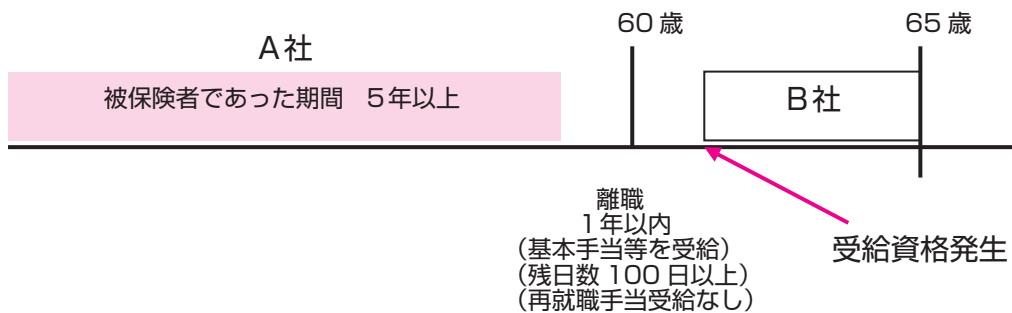 60歳
65歳
A社
被保険者であった期間　5年以上
B社
離職
1年以内
(基本手当等を受給)
(残日数100日以上)
(再就職手当受給なし)
受給資格発生